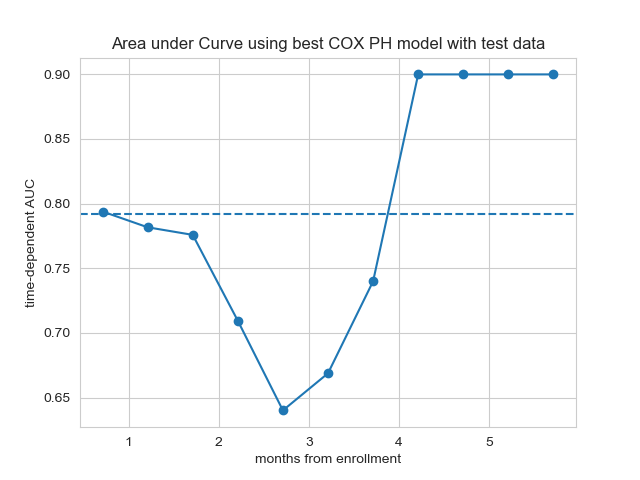 Area under Curve using best COX PH model with test data
0.90
0.85
0.80
0.75
0.70
0.65
time-dependent AUC
1 2 3 4 5
months from enrollment